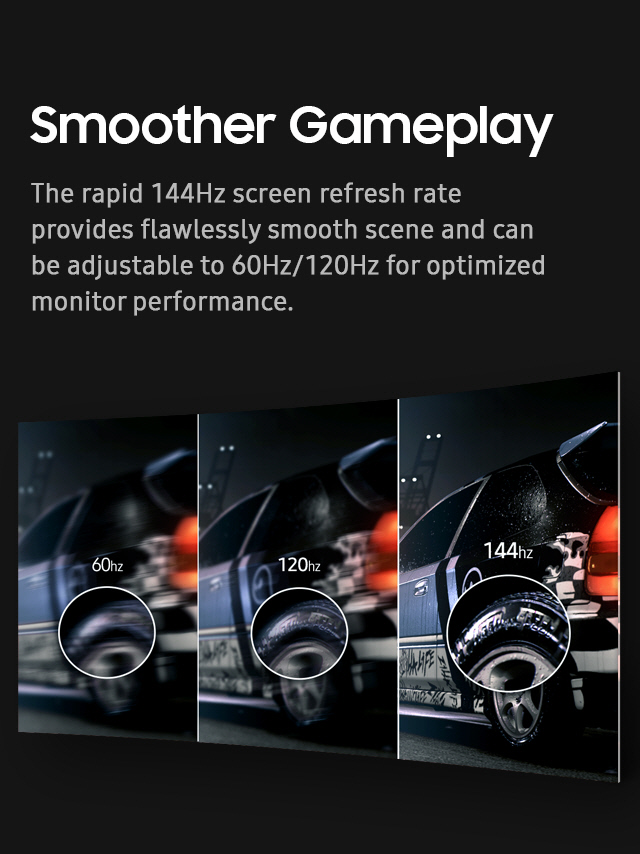 Smoother Gameplay
The rapid 144Hz screen refresh rate
provides flawlessly smooth scene and can
be adjustable to 60Hz/120Hz for optimized
monitor performance.
60hz
120hz
144hz